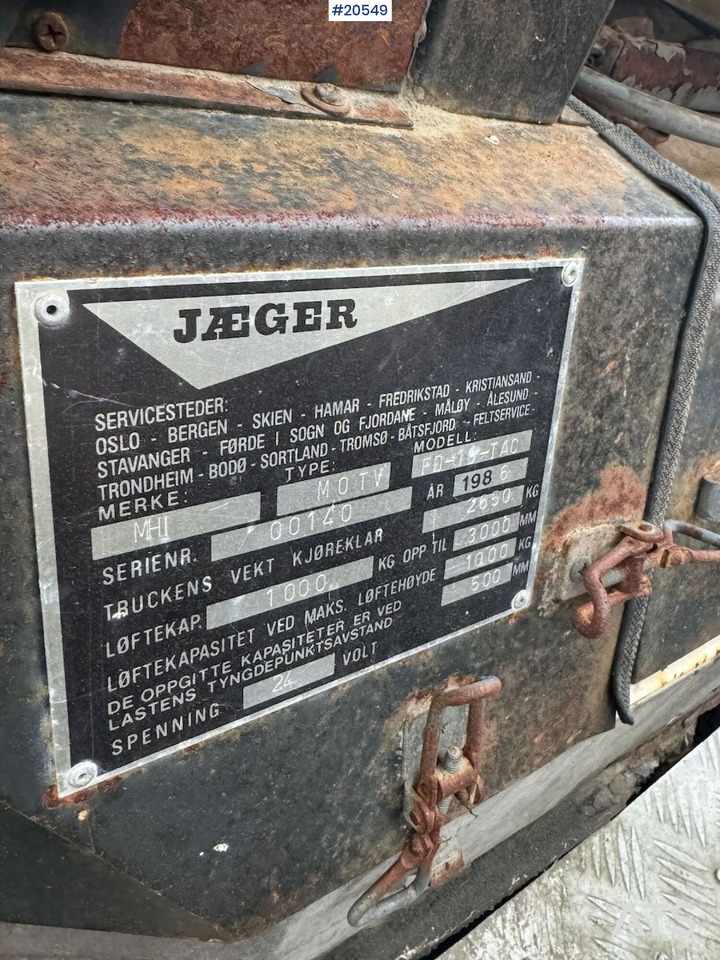 #20549
JÆGER
SERVICESTEDER:
OSLO - BERGEN - SKIEN - HAMAR - FREDRIKSTAD - KRISTIANSAND -
STAVANGER - FØRDE I SOGN OG FJORDANE - MÅLØY - ÅLESUND -
TRONDHEIM - BODØ - SORTLAND - TROMSØ - BÅTSFJORD - FELTSERVICE.
MERKE: TYPE: MODELL:
MHI MOTV FD-18-TAC
SERIENR. 00140 ÅR 1986
TRUCKENS VEKT KJØREKLAR 2650 KG
LØFTEKAP. 1000 KG OPP TIL 3000 MM
LØFTEKAPASITET VED MAKS. LØFTEHØYDE 1000 KG
DE OPPGITTE KAPASITETER ER VED
LASTENS TYNGDEPUNKTSAVSTAND 500 MM
SPENNING 24 VOLT
ATS